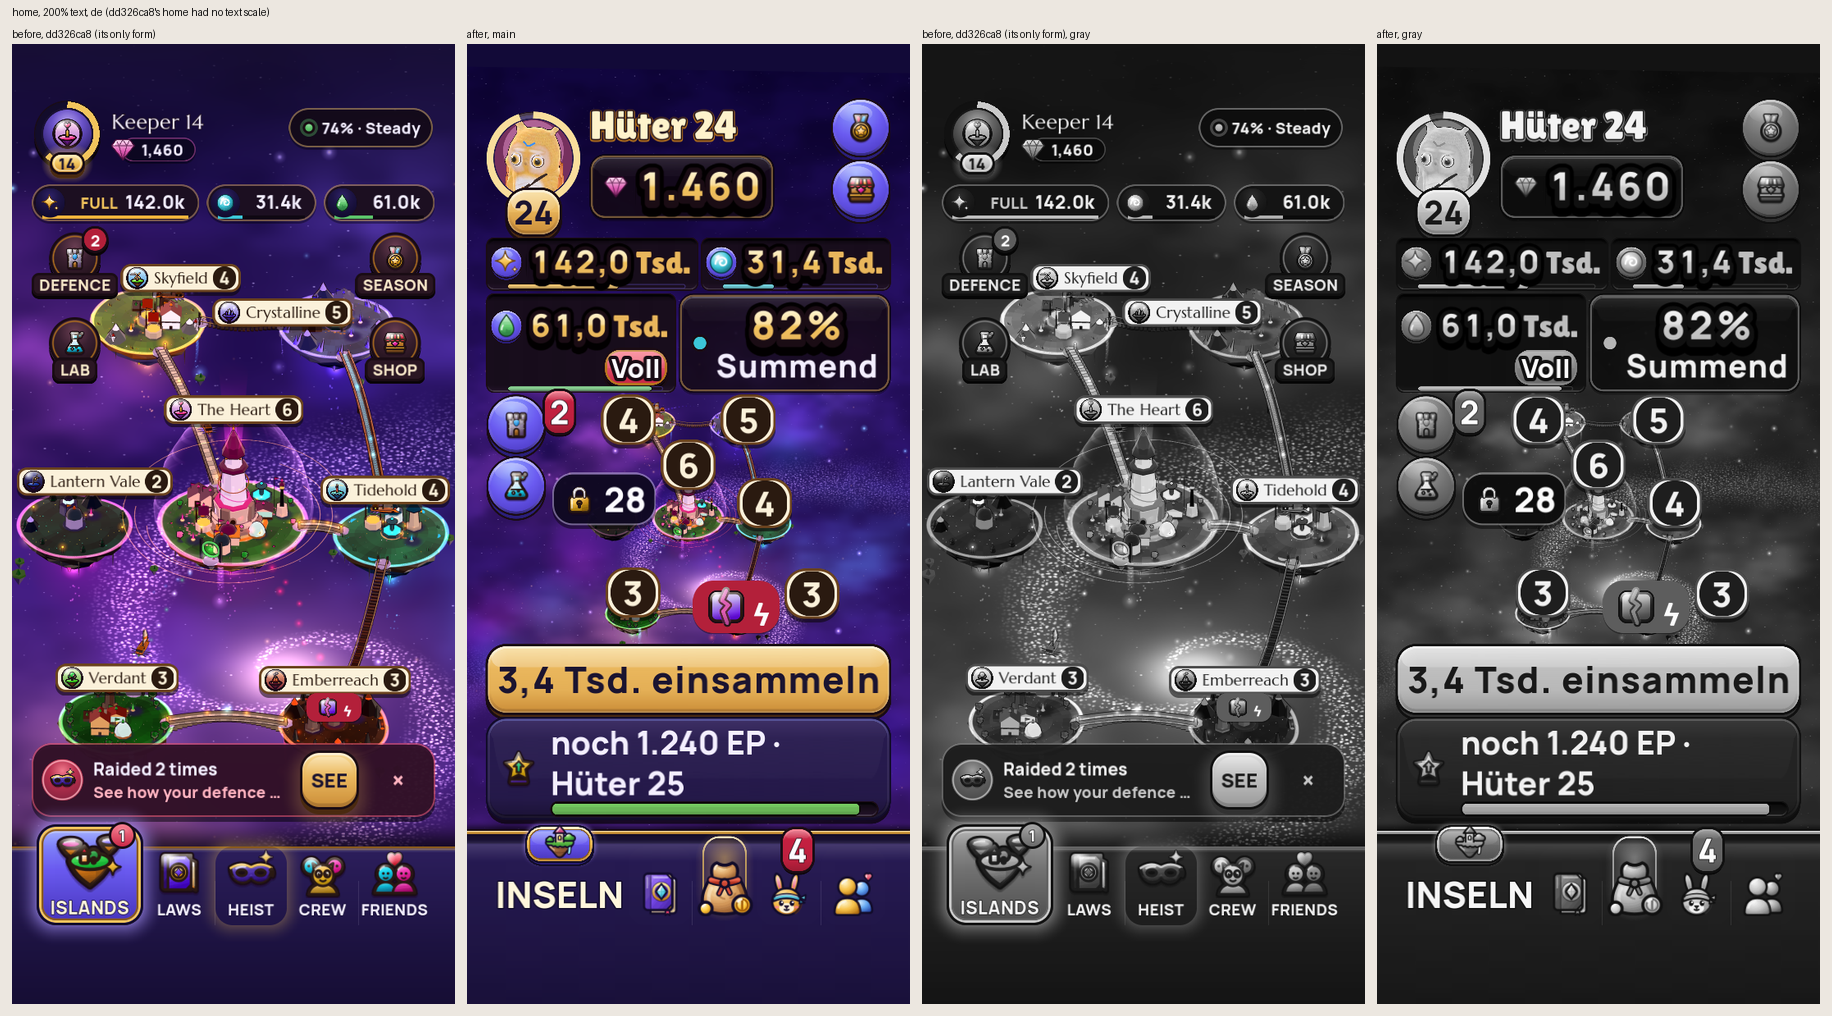 home, 200% text, de (dd326ca8's home had no text scale)
before, dd326ca8 (its only form)
Keeper 14
1,460
74% · Steady
14
FULL 142.0k
31.4k
61.0k
2
DEFENCE
Skyfield 4
SEASON
Crystalline 5
LAB
SHOP
The Heart 6
Lantern Vale 2
Tidehold 4
Verdant 3
Emberreach 3
Raided 2 times
See how your defence ...
SEE
×
1
ISLANDS
LAWS
HEIST
CREW
FRIENDS
after, main
Hüter 24
1.460
24
142,0 Tsd.
31,4 Tsd.
61,0 Tsd.
Voll
82%
Summend
2
4
5
6
28
4
3
3
3,4 Tsd. einsammeln
noch 1.240 EP ·
Hüter 25
4
INSELN
before, dd326ca8 (its only form), gray
Keeper 14
1,460
74% · Steady
14
FULL 142.0k
31.4k
61.0k
2
DEFENCE
Skyfield 4
SEASON
Crystalline 5
LAB
SHOP
The Heart 6
Lantern Vale 2
Tidehold 4
Verdant 3
Emberreach 3
Raided 2 times
See how your defence ...
SEE
×
1
ISLANDS
LAWS
HEIST
CREW
FRIENDS
after, gray
Hüter 24
1.460
24
142,0 Tsd.
31,4 Tsd.
61,0 Tsd.
Voll
82%
Summend
2
4
5
6
28
4
3
3
3,4 Tsd. einsammeln
noch 1.240 EP ·
Hüter 25
4
INSELN